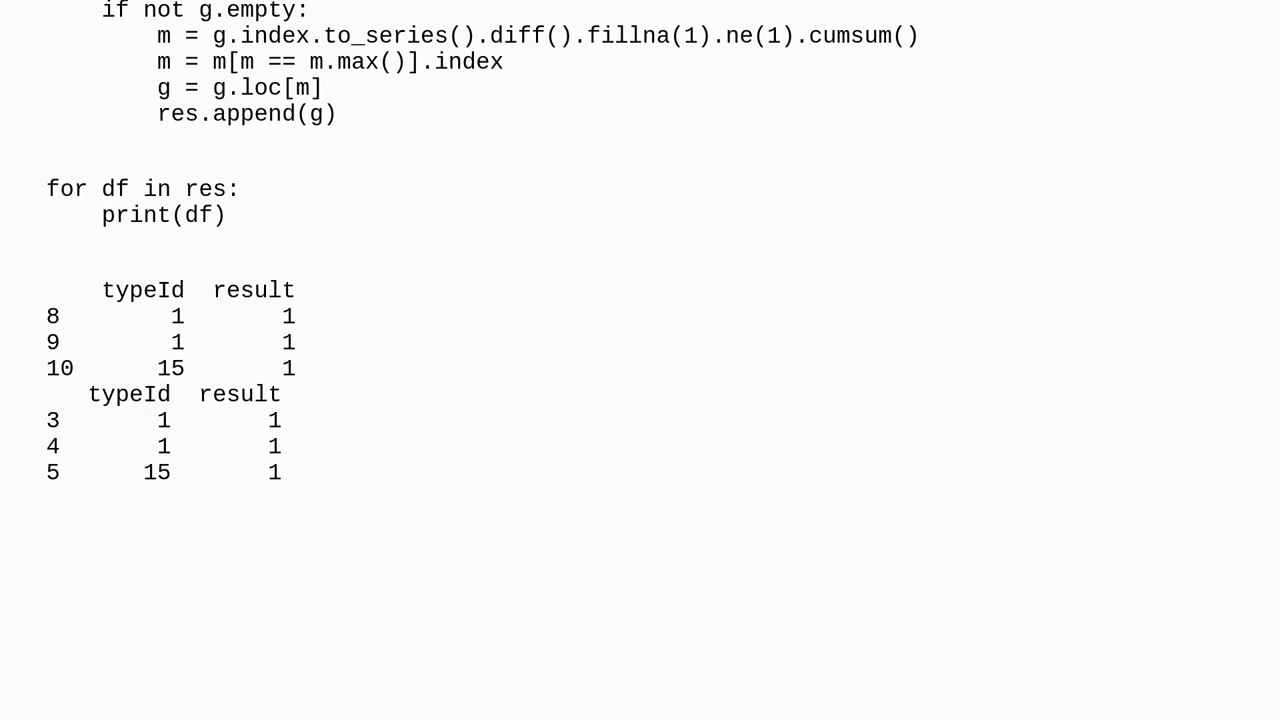 if not g.empty:
        m = g.index.to_series().diff().fillna(1).ne(1).cumsum()
        m = m[m == m.max()].index
        g = g.loc[m]
        res.append(g)
for df in res:
    print(df)
    typeId  result
8        1       1
9        1       1
10      15       1
   typeId  result
3       1       1
4       1       1
5      15       1